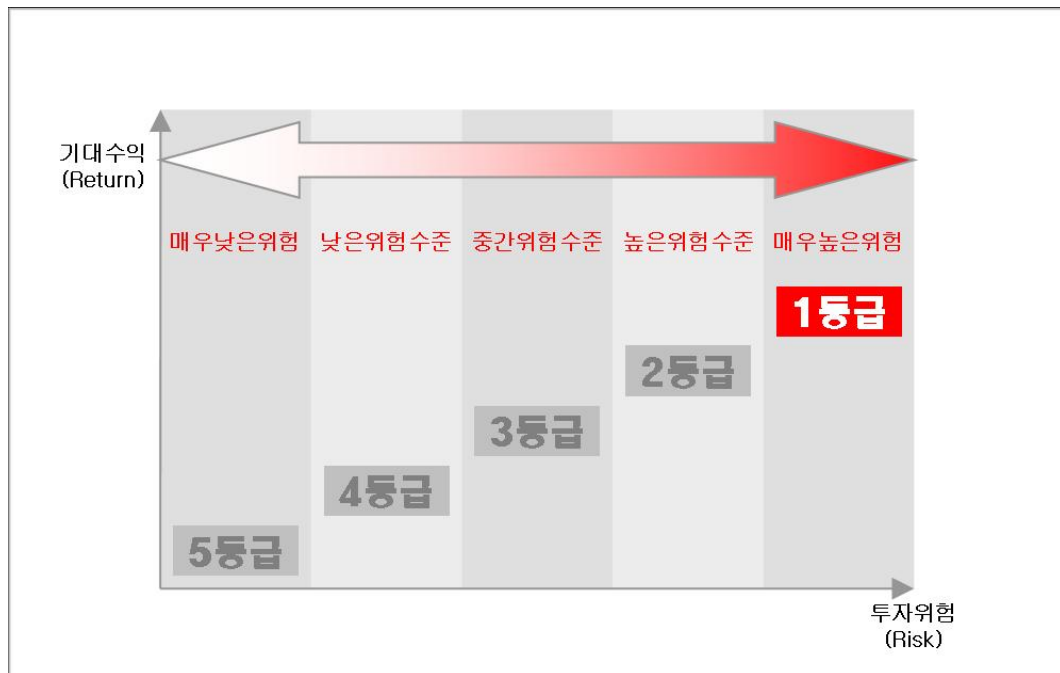 기대수익
(Return)
매우낮은위험
낮은위험수준
중간위험수준
높은위험수준
매우높은위험
1등급
2등급
3등급
4등급
5등급
투자위험
(Risk)